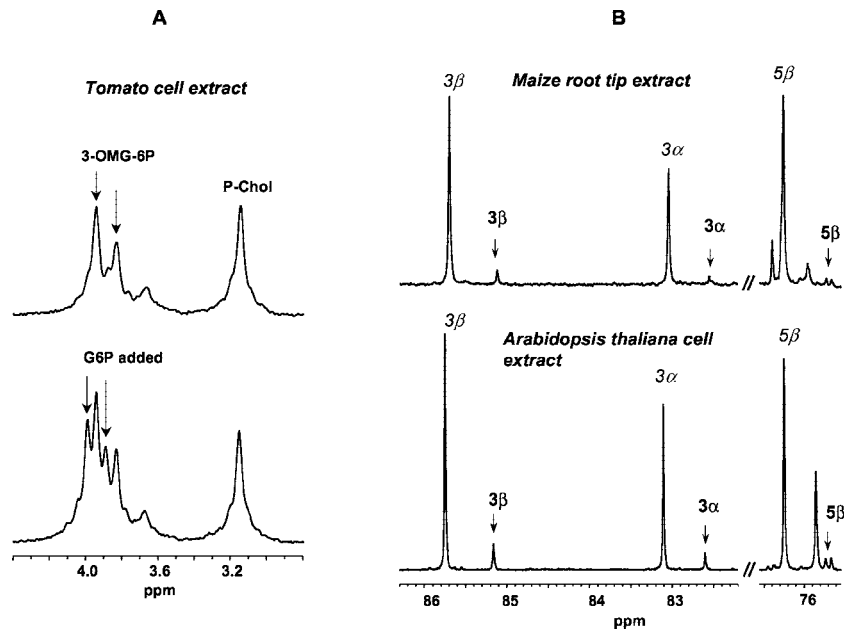 A
Tomato cell extract
3-OMG-6P
P-Chol
G6P added
4.0 3.6 3.2
ppm
B
Maize root tip extract
3β
3β
3α
3α
5β
5β
Arabidopsis thaliana cell
extract
3β
3β
3α
3α
5β
5β
86 85 84 83 // 76
ppm